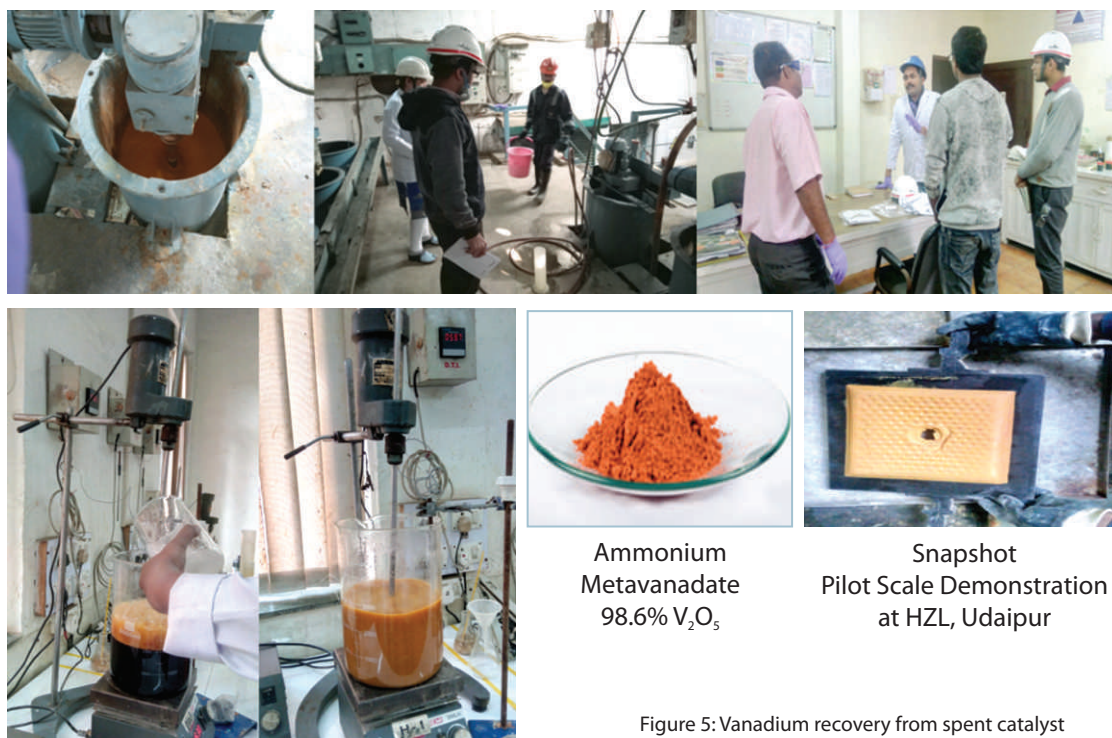 Ammonium
Metavanadate
98.6% V₂O₅
Snapshot
Pilot Scale Demonstration
at HZL, Udaipur
Figure 5: Vanadium recovery from spent catalyst